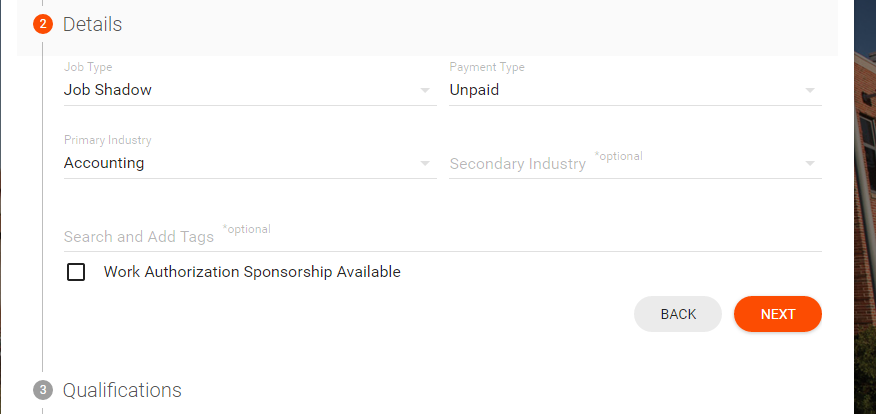 2 Details
Job Type Payment Type
Job Shadow Unpaid
Primary Industry
Accounting Secondary Industry *optional
Search and Add Tags *optional
Work Authorization Sponsorship Available
BACK NEXT
3 Qualifications